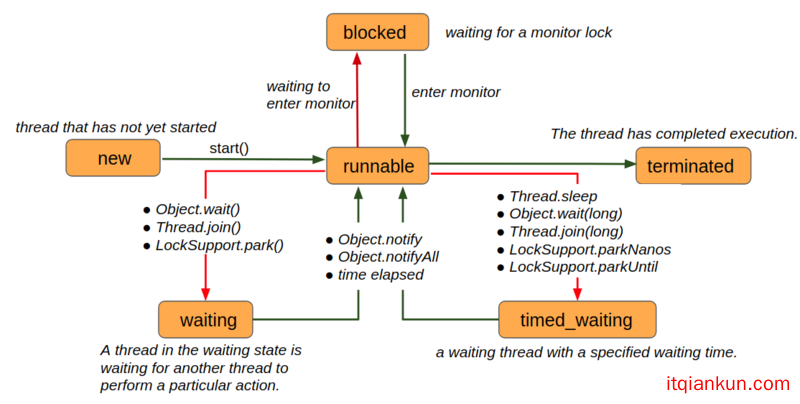 blocked
waiting for a monitor lock
waiting to
enter monitor
enter monitor
thread that has not yet started
The thread has completed execution.
new
start()
runnable
terminated
● Object.wait()
● Thread.join()
● LockSupport.park()
● Object.notify
● Object.notifyAll
● time elapsed
● Thread.sleep
● Object.wait(long)
● Thread.join(long)
● LockSupport.parkNanos
● LockSupport.parkUntil
waiting
timed_waiting
A thread in the waiting state is
waiting for another thread to
perform a particular action.
a waiting thread with a specified waiting time.
itqiankun.com